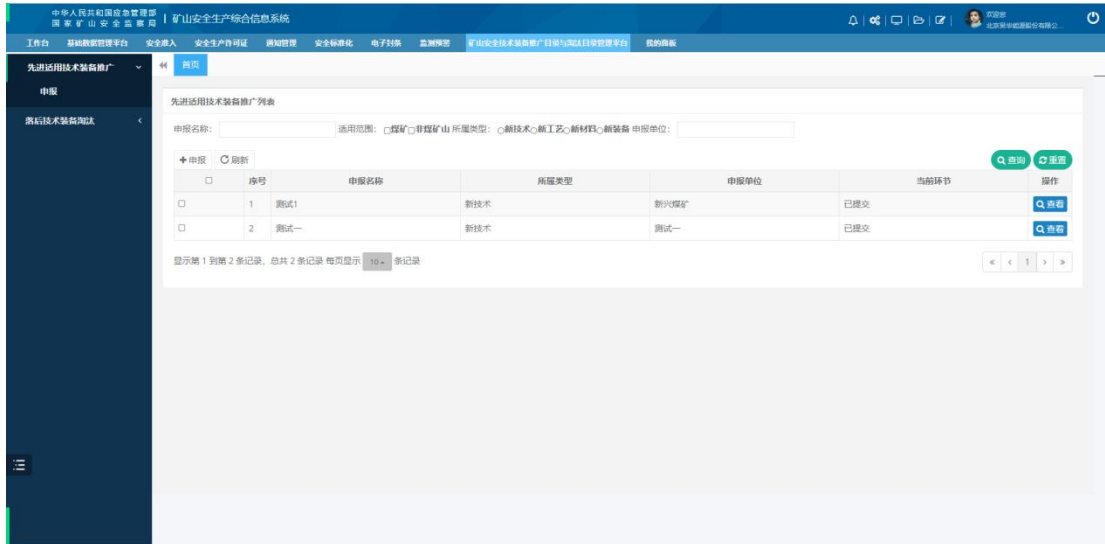 中华人民共和国应急管理部
国家矿山安全监察局
矿山安全生产综合信息系统
欢迎您
工作台 基础数据管理平台 安全准入 安全生产许可证 通知管理 安全标准化 电子封条 监测预警 矿山安全技术装备推广目录与淘汰目录管理平台 我的面板
先进适用技术装备推广
首页
申报
落后技术装备淘汰
先进适用技术装备推广列表
申报名称： 适用范围： 煤矿 非煤矿山 所属类型： 新技术 新工艺 新材料 新装备 申报单位：
申报 刷新 查询 重置
序号 申报名称 所属类型 申报单位 当前环节 操作
1 测试1 新技术 新兴煤矿 已提交 查看
2 测试一 新技术 测试一 已提交 查看
显示第 1 到第 2 条记录，总共 2 条记录 每页显示 10 条记录
« ‹ 1 › »